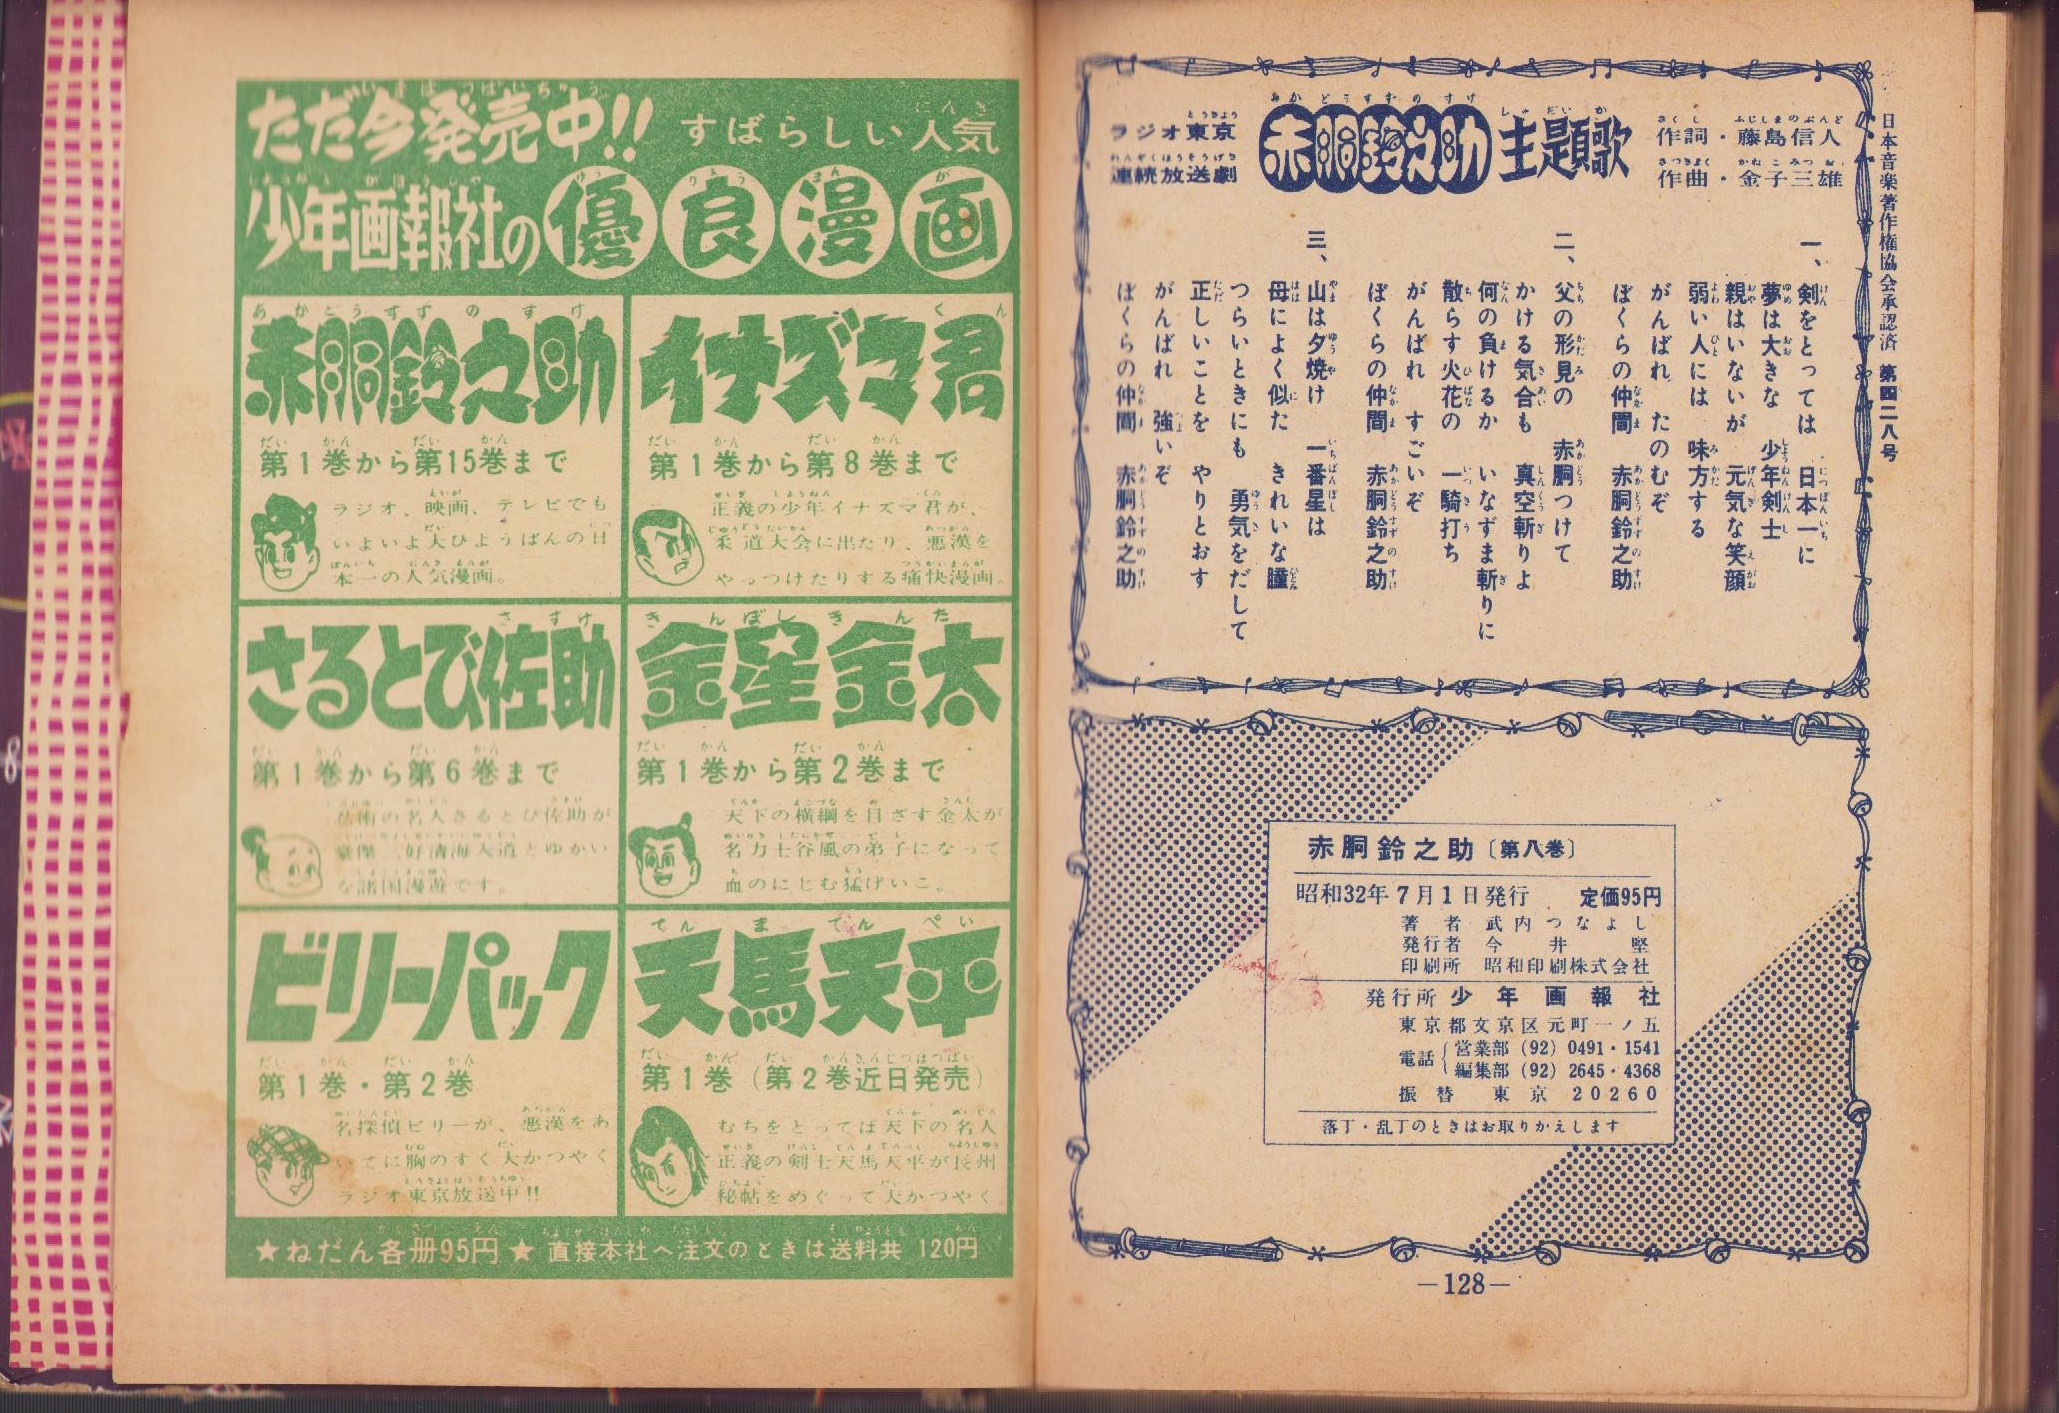 日本音楽著作権協会承認済 第四二八号
ラジオ東京
連続放送劇
赤胴鈴之助主題歌
作詞・藤島信人
作曲・金子三雄
一、剣をとっては 日本一に
夢は大きな 少年剣士
親はいないが 元気な笑顔
弱い人には 味方する
がんばれ たのむぞ
ぼくらの仲間 赤胴鈴之助
二、父の形見の 赤胴つけて
かける気合も 真空斬りよ
何の負けるか いなずま斬りに
散らす火花の 一騎打ち
がんばれ すごいぞ
ぼくらの仲間 赤胴鈴之助
三、山は夕焼け 一番星は
母によく似た きれいな瞳
つらいときにも 勇気をだして
正しいことを やりとおす
がんばれ 強いぞ
ぼくらの仲間 赤胴鈴之助
赤胴鈴之助〔第八巻〕
昭和32年7月1日発行 定価95円
著者 武内つなよし
発行者 今井堅
印刷所 昭和印刷株式会社
発行所 少年画報社
東京都文京区元町一ノ五
電話 営業部 (92) 0491・1541
編集部 (92) 2645・4368
振替 東京 20260
落丁・乱丁のときはお取りかえします
—128—
ただ今発売中!! すばらしい人気
少年画報社の優良漫画
赤胴鈴之助
第1巻から第15巻まで
ラジオ、映画、テレビでも
いよいよ大ひようばんの日
本一の人気漫画。
イナズマ君
第1巻から第8巻まで
正義の少年イナズマ君が、
柔道大会に出たり、悪漢を
やっつけたりする痛快漫画。
さるとび佐助
第1巻から第6巻まで
忍術の名人さるとび佐助が
豪傑三好清海入道とゆかい
な諸国漫遊です。
金星金太
第1巻から第2巻まで
天下の横綱を目ざす金太が
名力士谷風の弟子になって
血のにじむ猛げいこ。
ビリーパック
第1巻・第2巻
名探偵ビリーが、悪漢をあ
いてに胸のすく大かつやく
ラジオ東京放送中!!
天馬天平
第1巻(第2巻近日発売)
むちをとっては天下の名人
正義の剣士天馬天平が長州
秘帖をめぐって大かつやく
★ねだん各冊95円★直接本社へ注文のときは送料共 120円